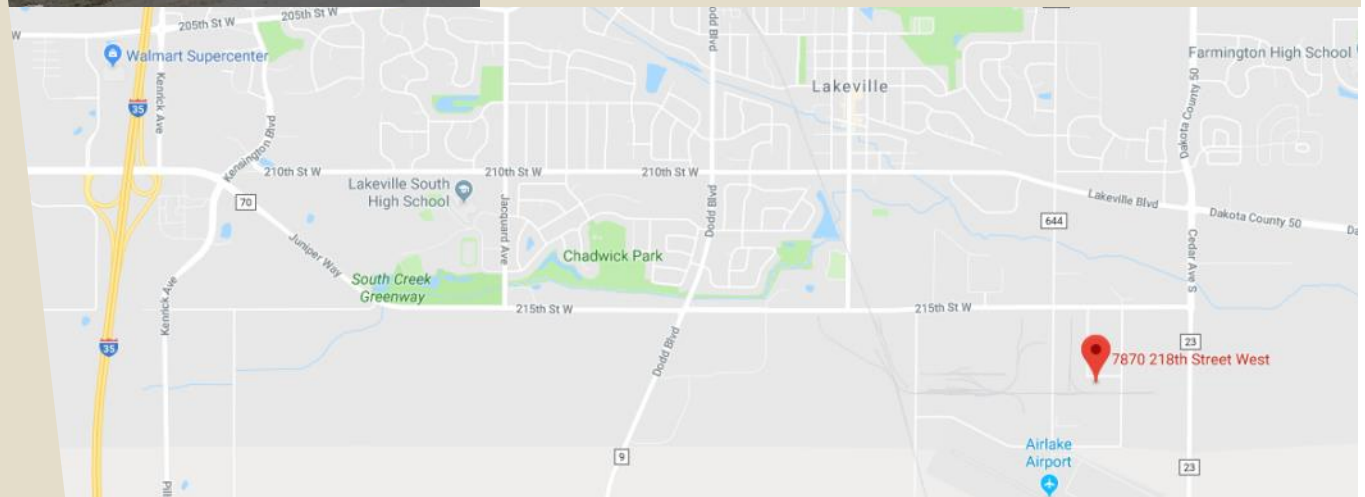 205th St W
205th St W
W
Walmart Supercenter
odd Blvd
Farmington High School
35
Kenrick Ave
Lakeville
Dakota County 50
Kensington Blvd
210th St W
210th St W
210th St W
Lakeville South
High School
70
Jacquard Ave
Dodd Blvd
Lakeville Blvd
Dakota County 50
Da
644
Juniper Way
Chadwick Park
Cedar Ave S
South Creek
Greenway
Kenrick Ave
215th St W
215th St W
35
Dodd Blvd
23
7870 218th Street West
Airlake
Airport
9
23
Pill